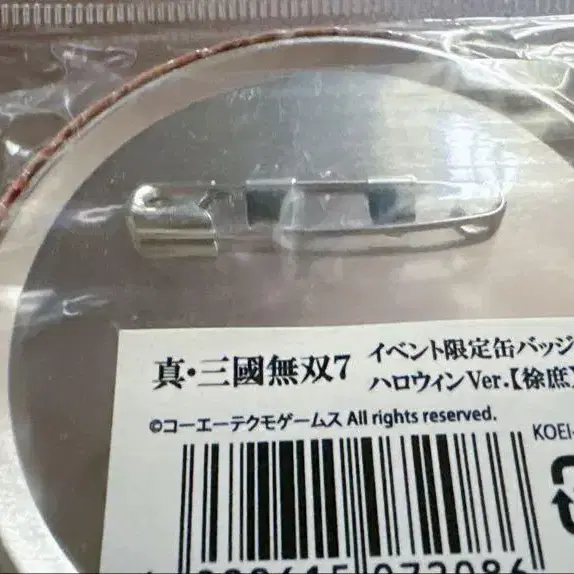 真・三國無双7 イベント限定缶バッジ
ハロウィンVer.【徐庶】
©コーエーテクモゲームス All rights reserved.
KOEI-